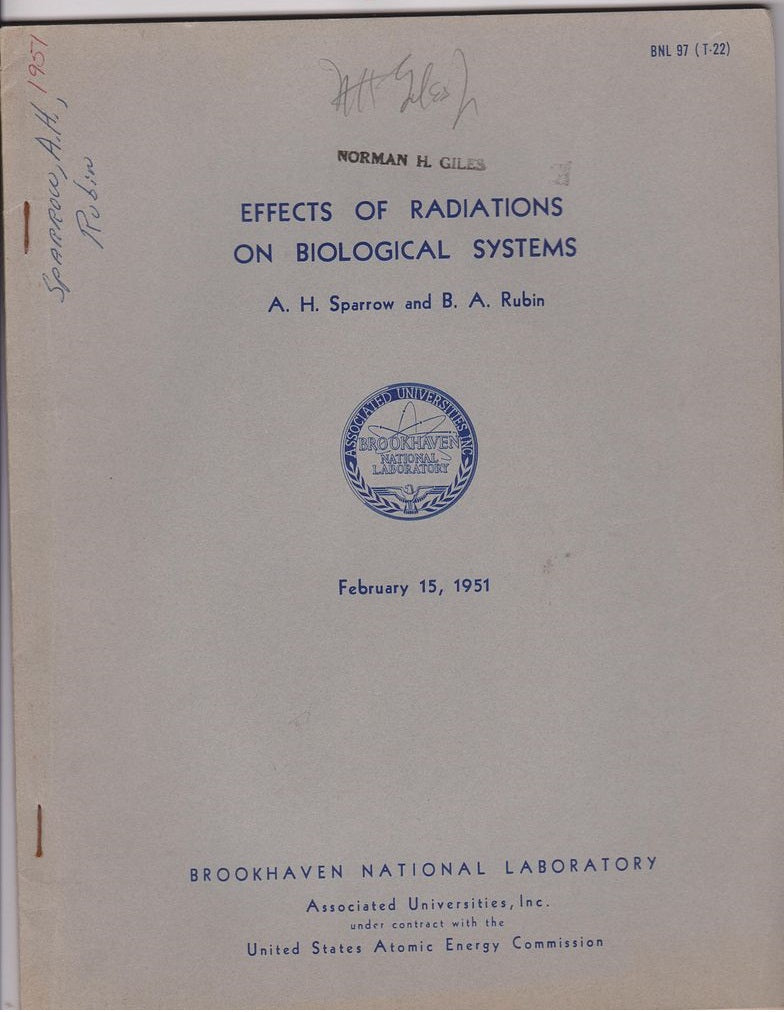 BNL 97 (T-22)
SPARROW, A.H., 1951
Rubin
NORMAN H. GILES
EFFECTS OF RADIATIONS
ON BIOLOGICAL SYSTEMS
A. H. Sparrow and B. A. Rubin
ASSOCIATED UNIVERSITIES INC.
BROOKHAVEN
NATIONAL
LABORATORY
February 15, 1951
BROOKHAVEN NATIONAL LABORATORY
Associated Universities, Inc.
under contract with the
United States Atomic Energy Commission